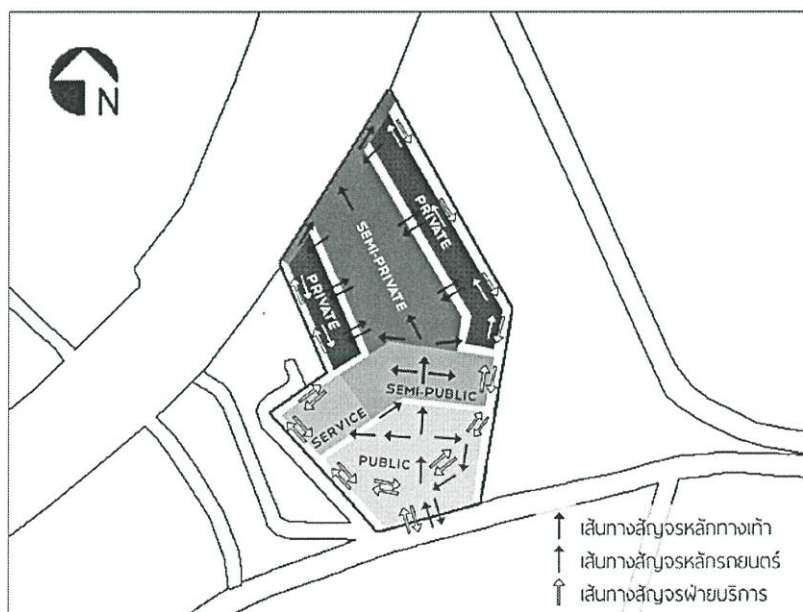 N
PRIVATE
SEMI-PRIVATE
PRIVATE
SEMI-PUBLIC
SERVICE
PUBLIC
เส้นทางสัญจรหลักทางเท้า
เส้นทางสัญจรหลักรถยนตร์
เส้นทางสัญจรฝ่ายบริการ